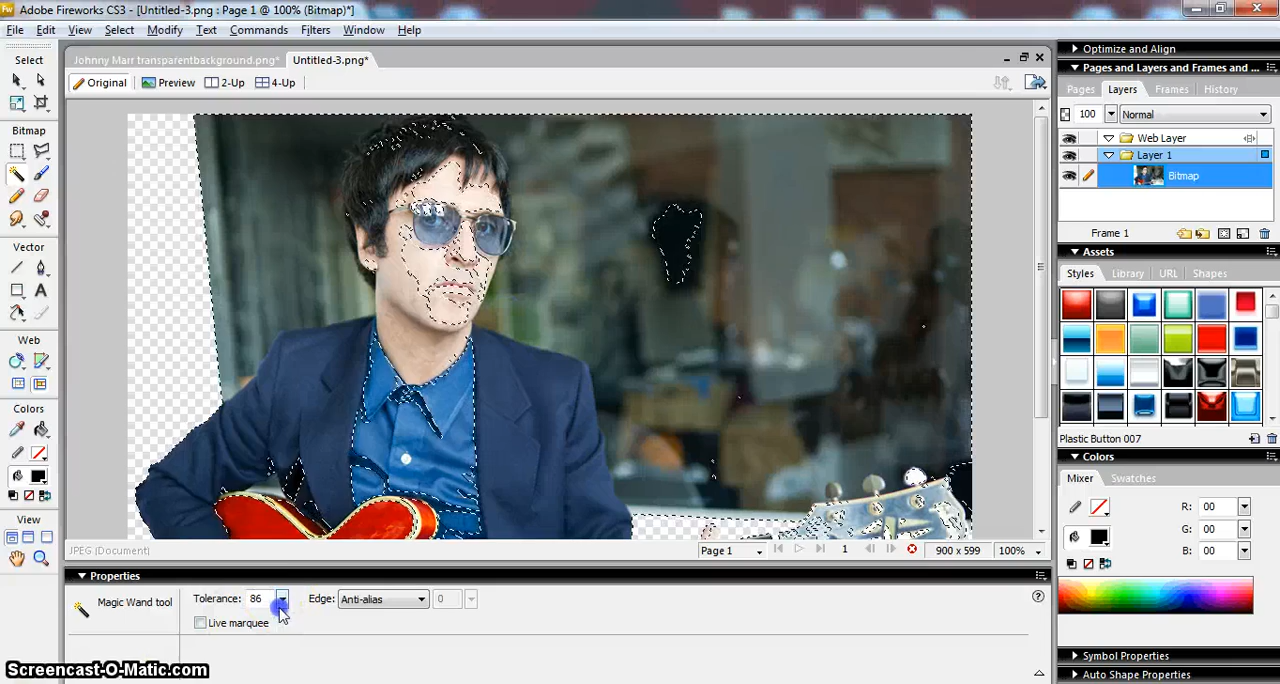 Fw Adobe Fireworks CS3 - [Untitled-3.png : Page 1 @ 100% (Bitmap)*]
File Edit View Select Modify Text Commands Filters Window Help
Select
Bitmap
Vector
Web
Colors
View
Johnny Marr transparentbackground.png* Untitled-3.png*
Original Preview 2-Up 4-Up
JPEG (Document) Page 1 1 900 x 599 100%
Properties
Magic Wand tool
Tolerance: 86 Edge: Anti-alias 0
Live marquee
Optimize and Align
Pages and Layers and Frames and ...
Pages Layers Frames History
100 Normal
Web Layer
Layer 1
Bitmap
Frame 1
Assets
Styles Library URL Shapes
Plastic Button 007
Colors
Mixer Swatches
R: 00
G: 00
B: 00
Symbol Properties
Auto Shape Properties
Screencast-O-Matic.com